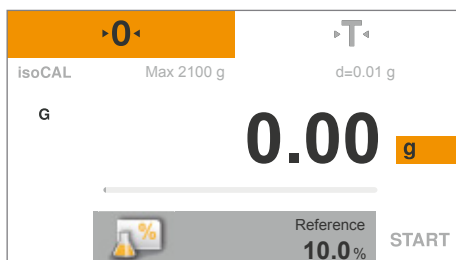 0 T
isoCAL Max 2100 g d=0.01 g
G
0.00 g
%
Reference
10.0 %
START